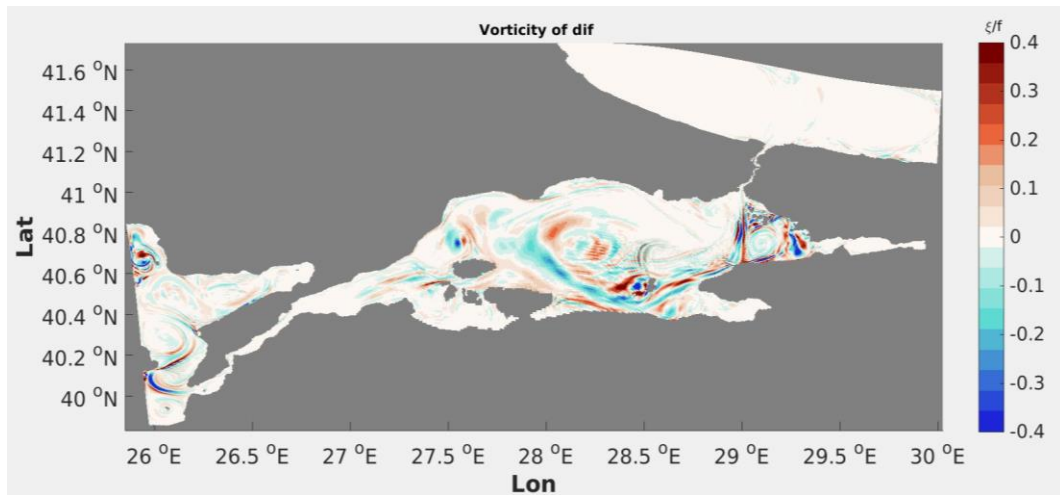 Vorticity of dif
ξ/f
41.6 °N
41.4 °N
41.2 °N
41 °N
40.8 °N
40.6 °N
40.4 °N
40.2 °N
40 °N
Lat
26 °E
26.5 °E
27 °E
27.5 °E
28 °E
28.5 °E
29 °E
29.5 °E
30 °E
Lon
0.4
0.3
0.2
0.1
0
-0.1
-0.2
-0.3
-0.4